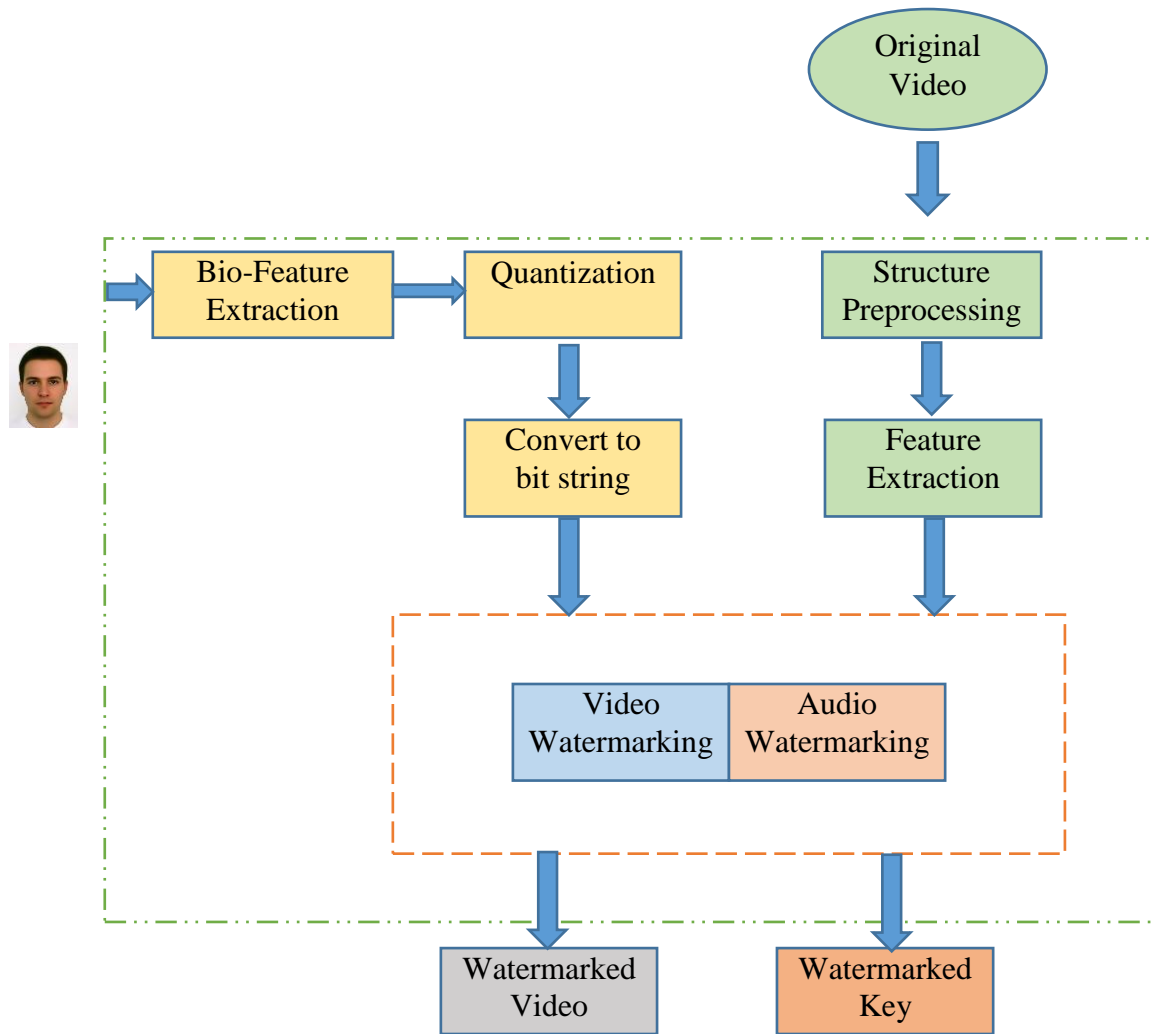 Original
Video
Bio-Feature
Extraction
Quantization
Structure
Preprocessing
Convert to
bit string
Feature
Extraction
Video
Watermarking
Audio
Watermarking
Watermarked
Video
Watermarked
Key